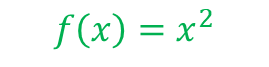 f(x) = x²